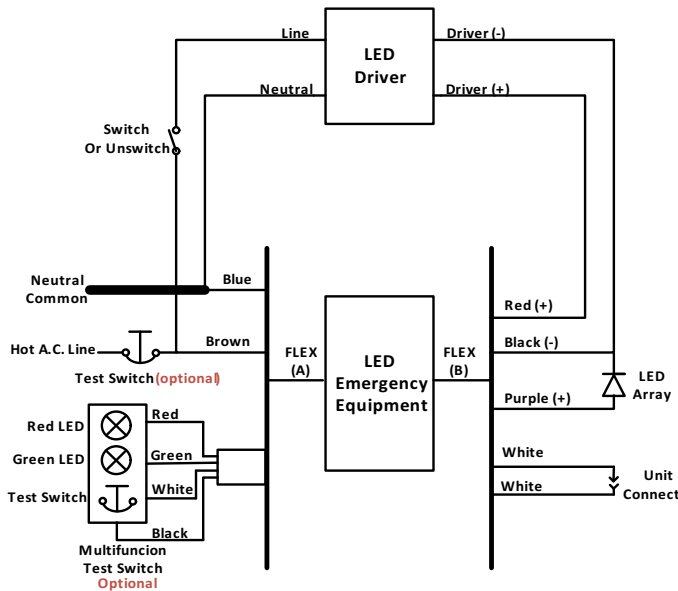 Line
LED
Driver
Driver (-)
Neutral
Driver (+)
Switch
Or Unswitch
Neutral
Common
Blue
Red (+)
Hot A.C. Line
Brown
Test Switch(optional)
FLEX
(A)
LED
Emergency
Equipment
FLEX
(B)
Black (-)
Purple (+)
LED
Array
Red LED
Red
Green LED
Green
Test Switch
White
Black
Multifuncion
Test Switch
Optional
White
White
Unit
Connect